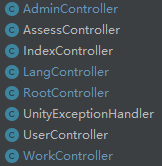 AdminController
AssessController
IndexController
LangController
RootController
UnityExceptionHandler
UserController
WorkController